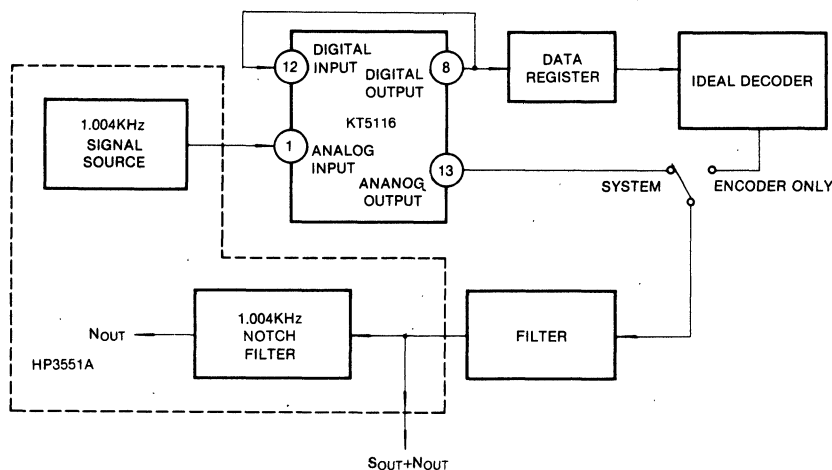 12
DIGITAL
INPUT
DIGITAL
OUTPUT
8
DATA
REGISTER
IDEAL DECODER
KT5116
1.004KHz
SIGNAL
SOURCE
1
ANALOG
INPUT
ANANOG
OUTPUT
13
SYSTEM
ENCODER ONLY
NOUT
1.004KHz
NOTCH
FILTER
FILTER
HP3551A
SOUT+NOUT